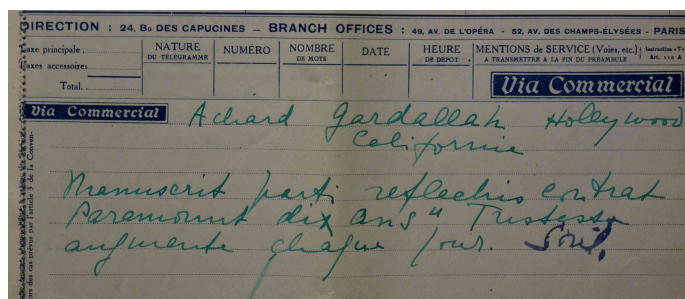 DIRECTION : 24, Bᴅ DES CAPUCINES — BRANCH OFFICES : 49, AV. DE L'OPÉRA - 52, AV. DES CHAMPS-ÉLYSÉES - PARIS
Taxe principale. NATURE DU TÉLÉGRAMME NUMÉRO NOMBRE DE MOTS DATE HEURE DE DÉPOT MENTIONS de SERVICE (Voies, etc.) A TRANSMETTRE A LA FIN DU PRÉAMBULE
Taxes accessoires
Total.
Via Commercial
Via Commercial
Achard Gardallah Hollywood
Californie
Manuscrit parti reflechis contrat
Paramount dix ans " Tristesse
augmente chaque jour.